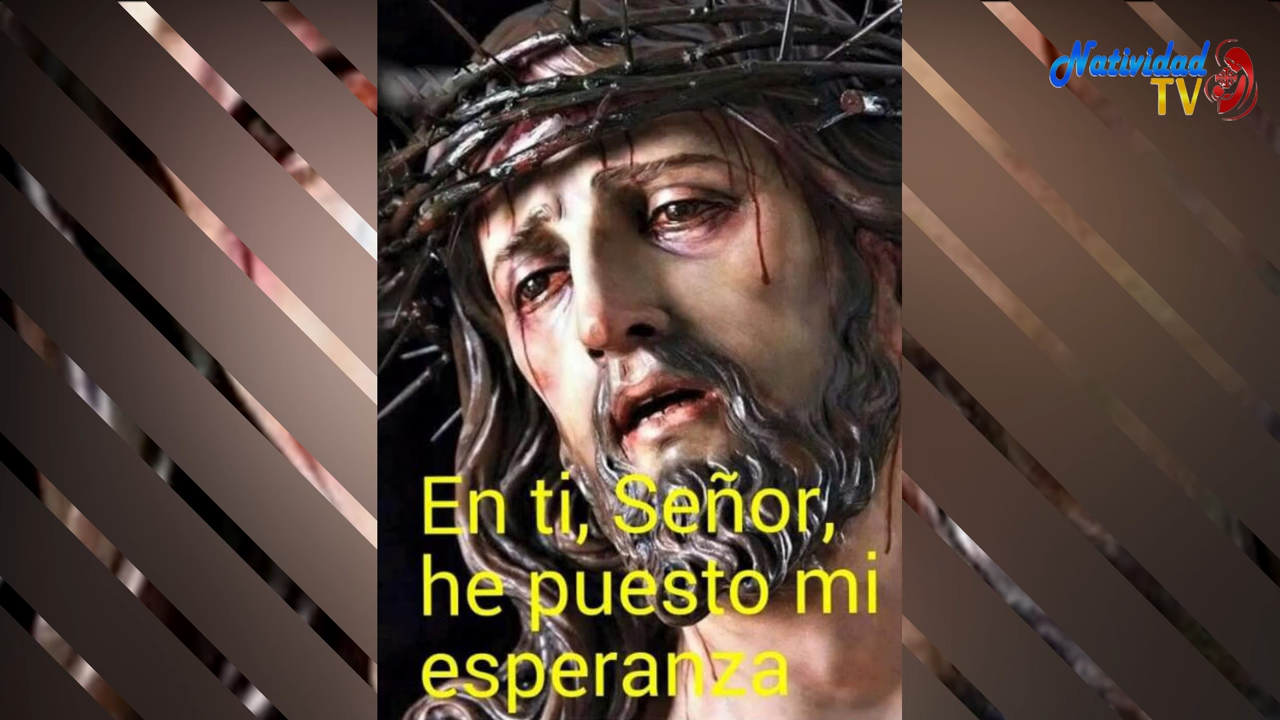 Natividad
TV
En ti, Señor,
he puesto mi
esperanza